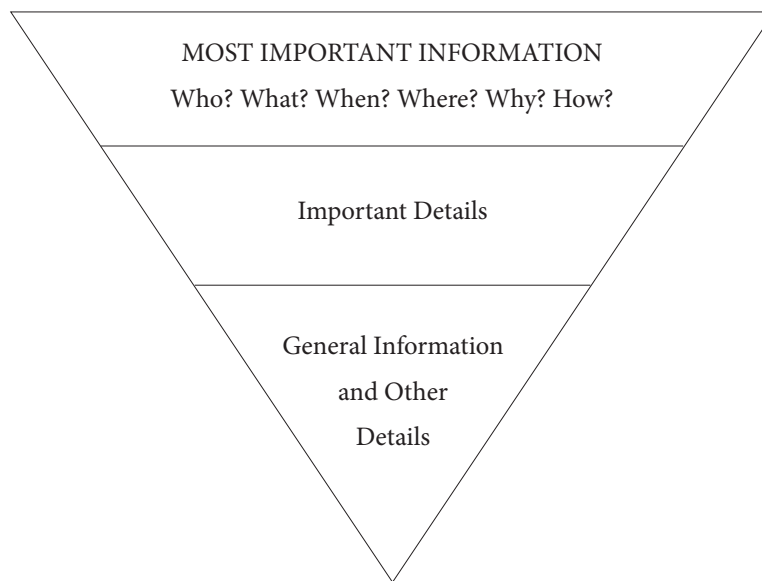 MOST IMPORTANT INFORMATION
Who? What? When? Where? Why? How?
Important Details
General Information
and Other
Details